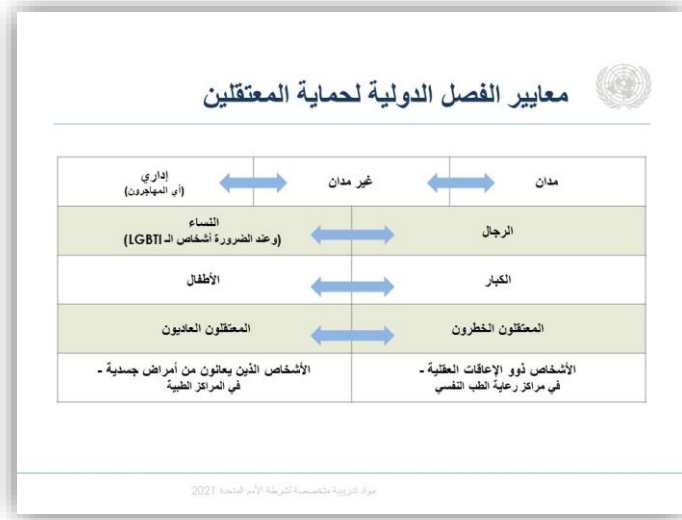 معايير الفصل الدولية لحماية المعتقلين
مدان
غير مدان
إداري
(أي المهاجرون)
الرجال
النساء
(وعند الضرورة أشخاص الـ LGBTI)
الكبار
الأطفال
المعتقلون الخطرون
المعتقلون العاديون
الأشخاص ذوو الإعاقات العقلية -
في مراكز رعاية الطب النفسي
الأشخاص الذين يعانون من أمراض جسدية -
في المراكز الطبية
مواد تدريبية متخصصة لشرطة الأمم المتحدة 2021